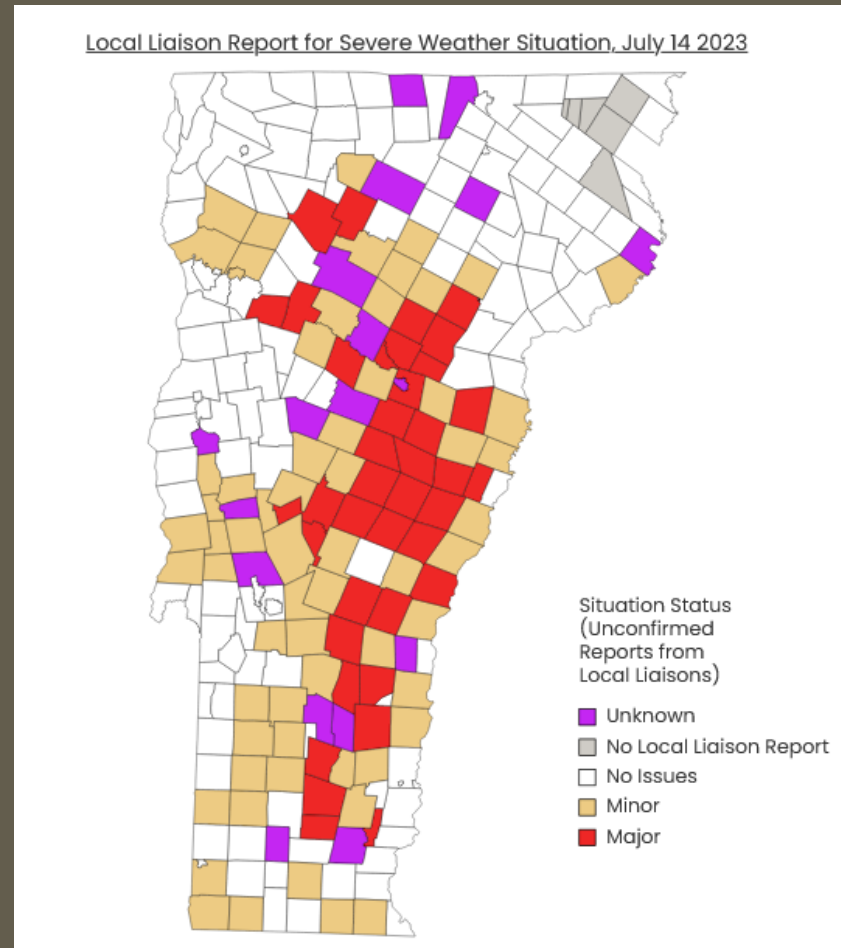 Local Liaison Report for Severe Weather Situation, July 14 2023
Situation Status
(Unconfirmed
Reports from
Local Liaisons)
Unknown
No Local Liaison Report
No Issues
Minor
Major